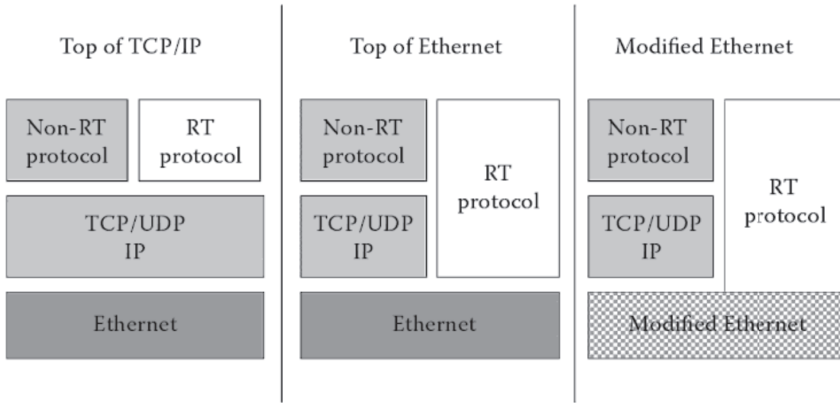 Top of TCP/IP
Non-RT
protocol
RT
protocol
TCP/UDP
IP
Ethernet
Top of Ethernet
Non-RT
protocol
RT
protocol
TCP/UDP
IP
Ethernet
Modified Ethernet
Non-RT
protocol
RT
protocol
TCP/UDP
IP
Modified Ethernet